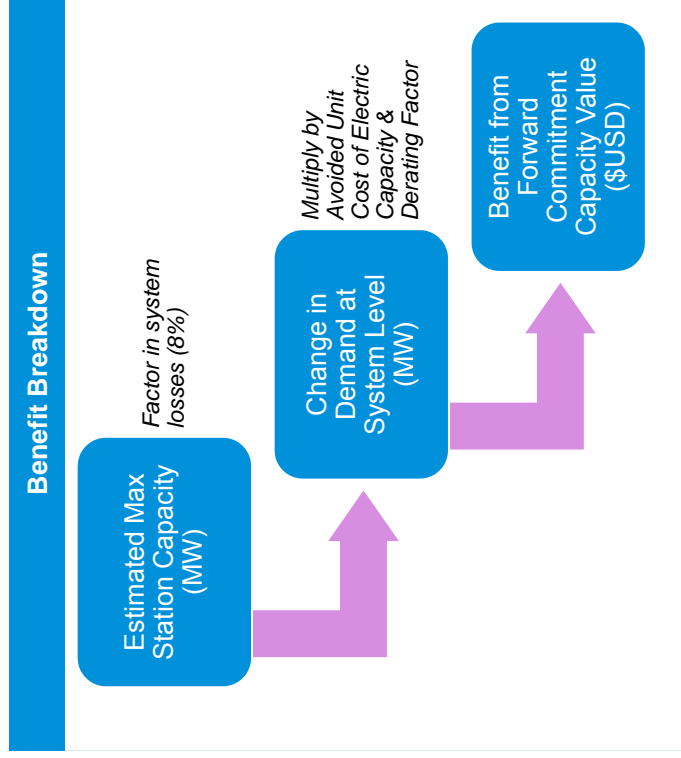 Benefit Breakdown
Estimated Max
Station Capacity
(MW)
Factor in system
losses (8%)
Change in
Demand at
System Level
(MW)
Multiply by
Avoided Unit
Cost of Electric
Capacity &
Derating Factor
Benefit from
Forward
Commitment
Capacity Value
($USD)